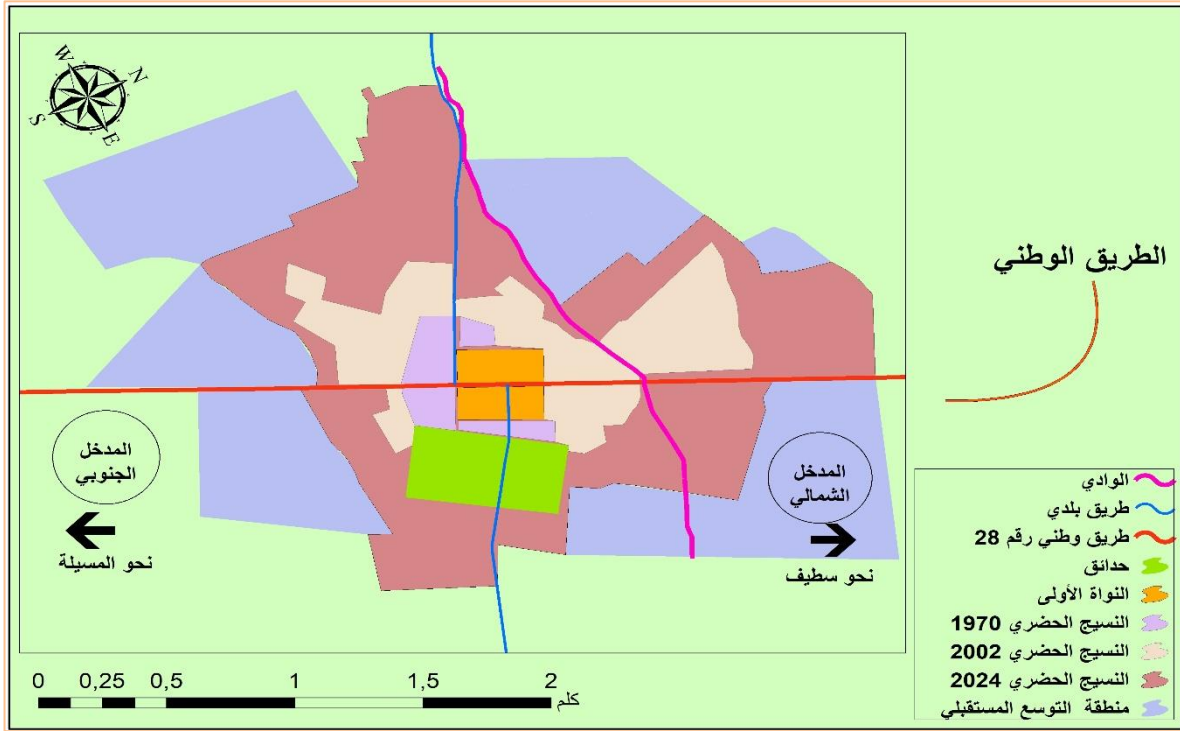 W
N
S
E
الطريق الوطني
المدخل
الجنوبي
نحو المسيلة
المدخل
الشمالي
نحو سطيف
الوادي
طريق بلدي
طريق وطني رقم 28
حدائق
النواة الأولى
النسيج الحضري 1970
النسيج الحضري 2002
النسيج الحضري 2024
منطقة التوسع المستقبلي
0 0,25 0,5 1 1,5 2
كلم